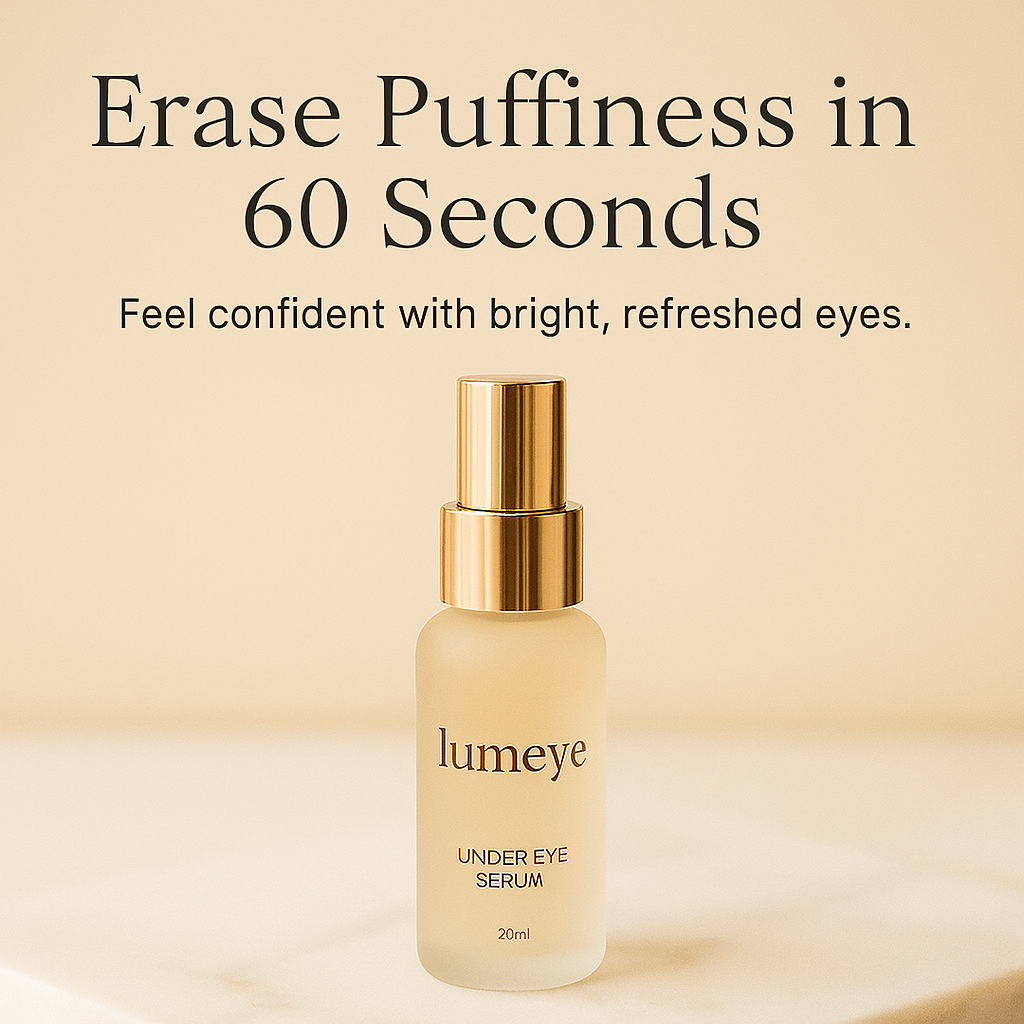 Erase Puffiness in
60 Seconds
Feel confident with bright, refreshed eyes.
lumeye
UNDER EYE
SERUM
20ml